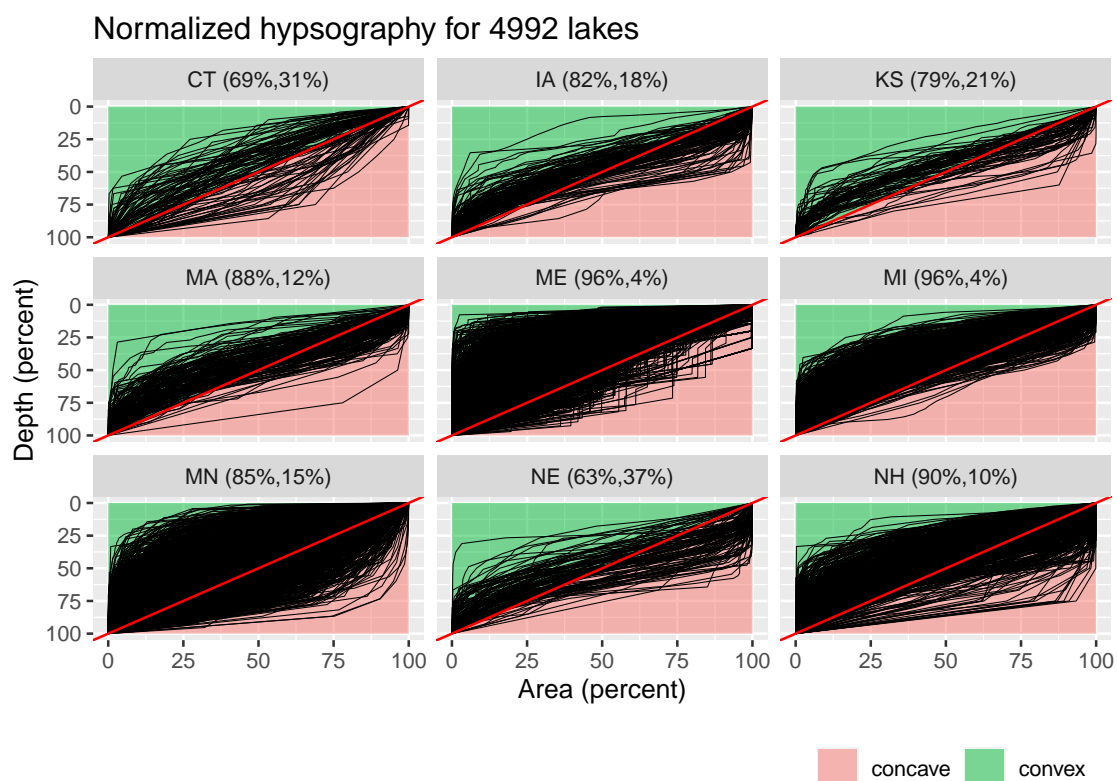 Normalized hypsography for 4992 lakes
CT (69%,31%)
IA (82%,18%)
KS (79%,21%)
0
25
50
75
100
MA (88%,12%)
ME (96%,4%)
MI (96%,4%)
0
25
50
75
100
Depth (percent)
MN (85%,15%)
NE (63%,37%)
NH (90%,10%)
0
25
50
75
100
0 25 50 75 100
0 25 50 75 100
0 25 50 75 100
Area (percent)
concave convex